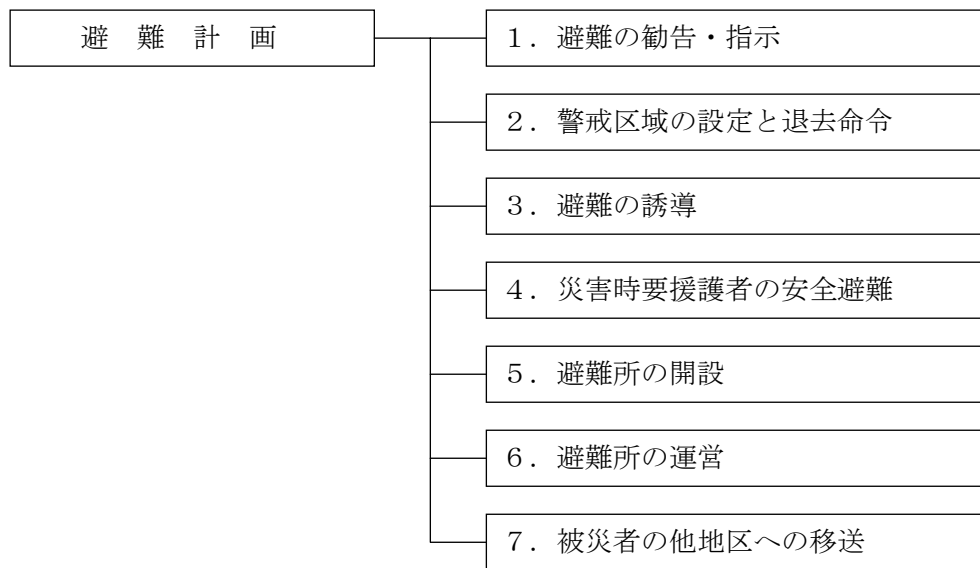 避　難　計　画
１．避難の勧告・指示
２．警戒区域の設定と退去命令
３．避難の誘導
４．災害時要援護者の安全避難
５．避難所の開設
６．避難所の運営
７．被災者の他地区への移送